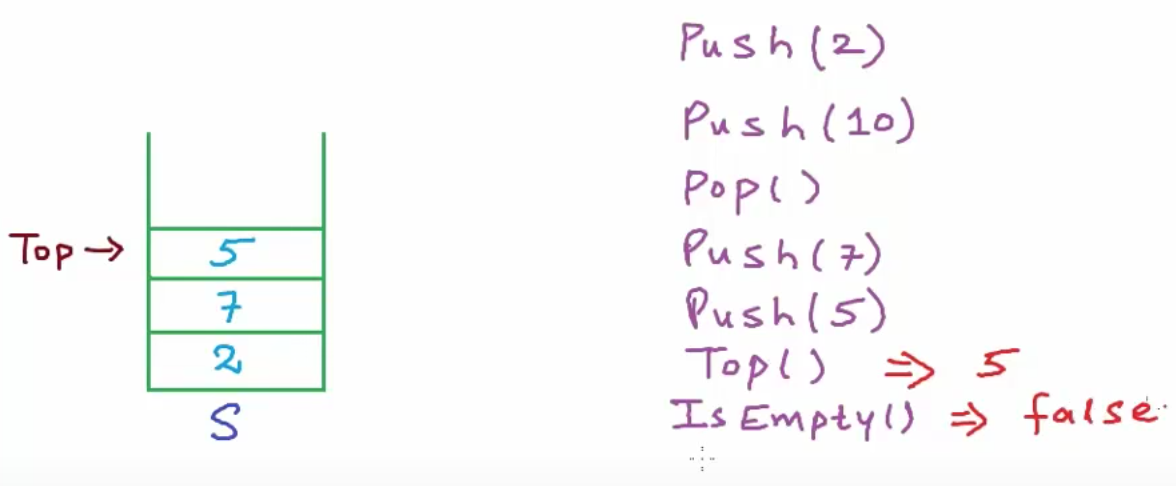 Top →
5
7
2
S
Push(2)
Push(10)
Pop()
Push(7)
Push(5)
Top() ⇒ 5
IsEmpty() ⇒ false